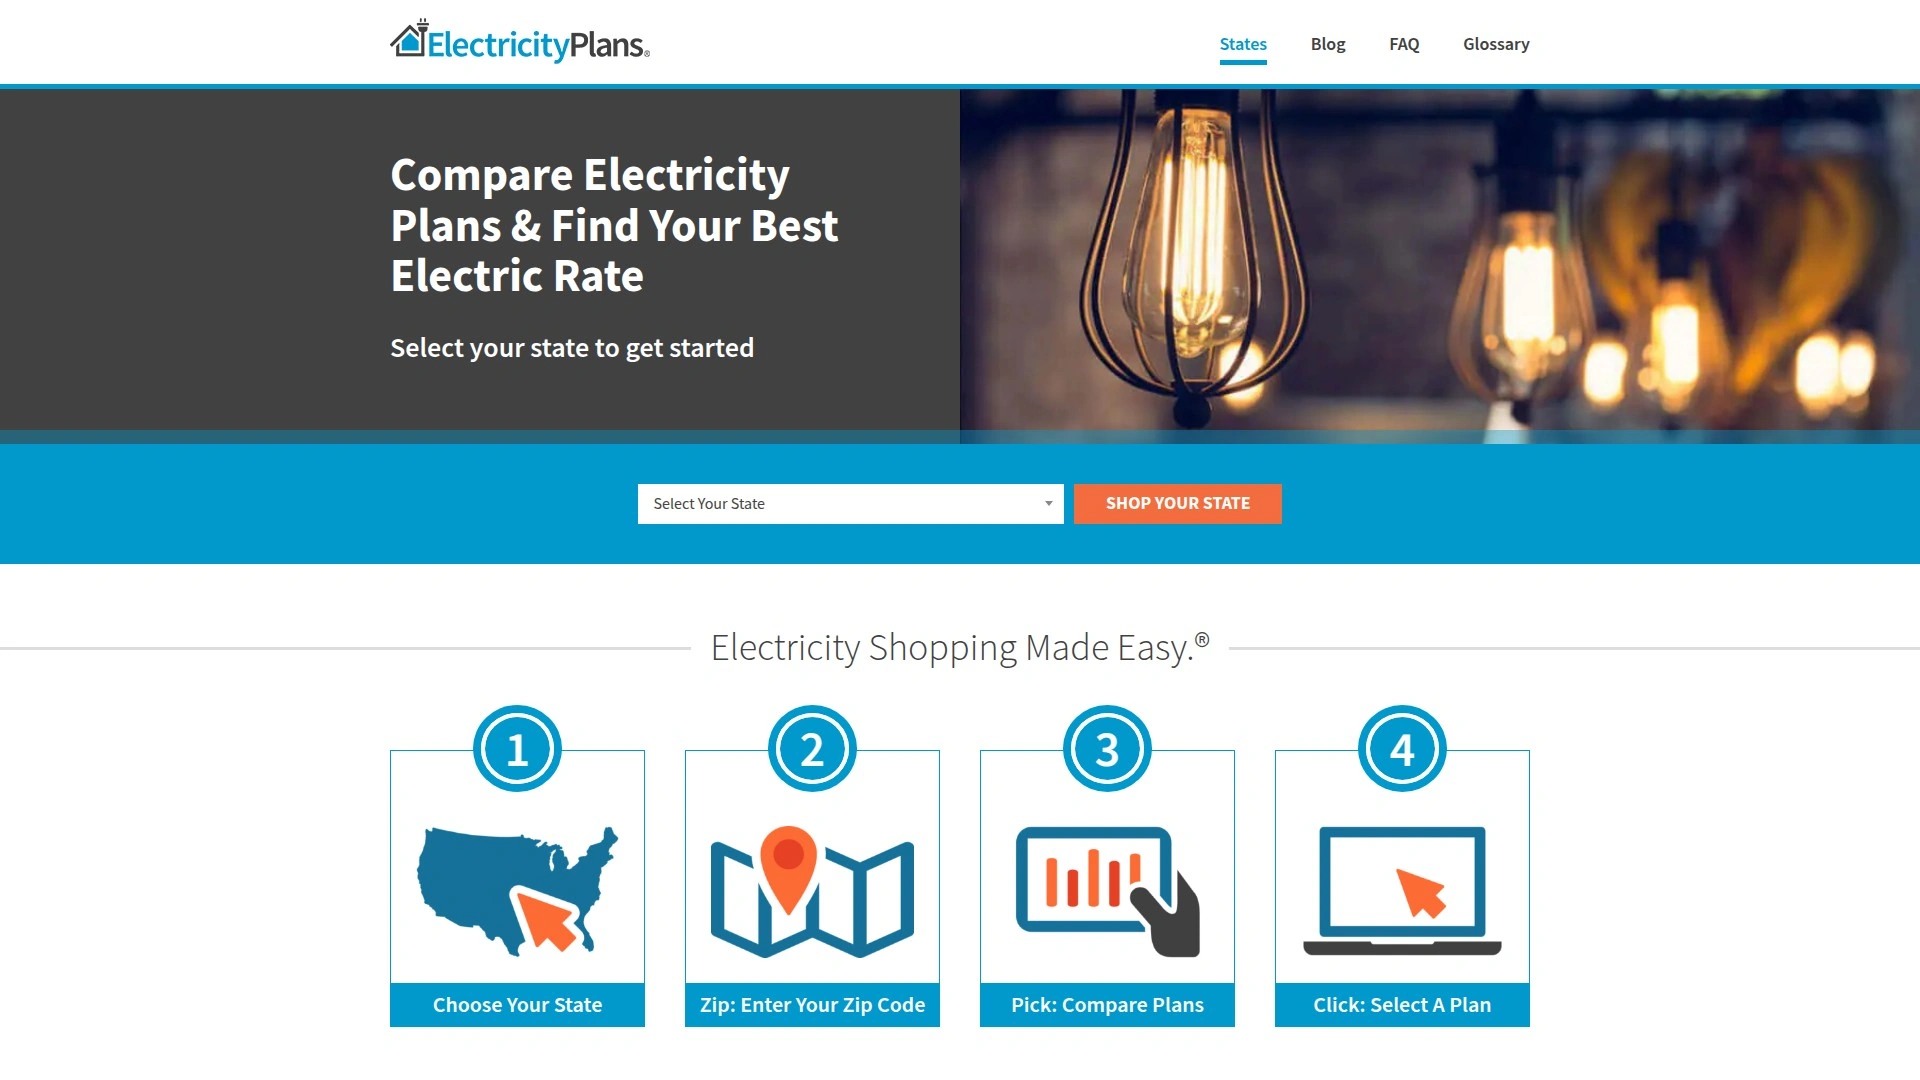 ElectricityPlans®
States
Blog
FAQ
Glossary
Compare Electricity
Plans & Find Your Best
Electric Rate
Select your state to get started
Select Your State
SHOP YOUR STATE
Electricity Shopping Made Easy.®
1
2
3
4
Choose Your State
Zip: Enter Your Zip Code
Pick: Compare Plans
Click: Select A Plan